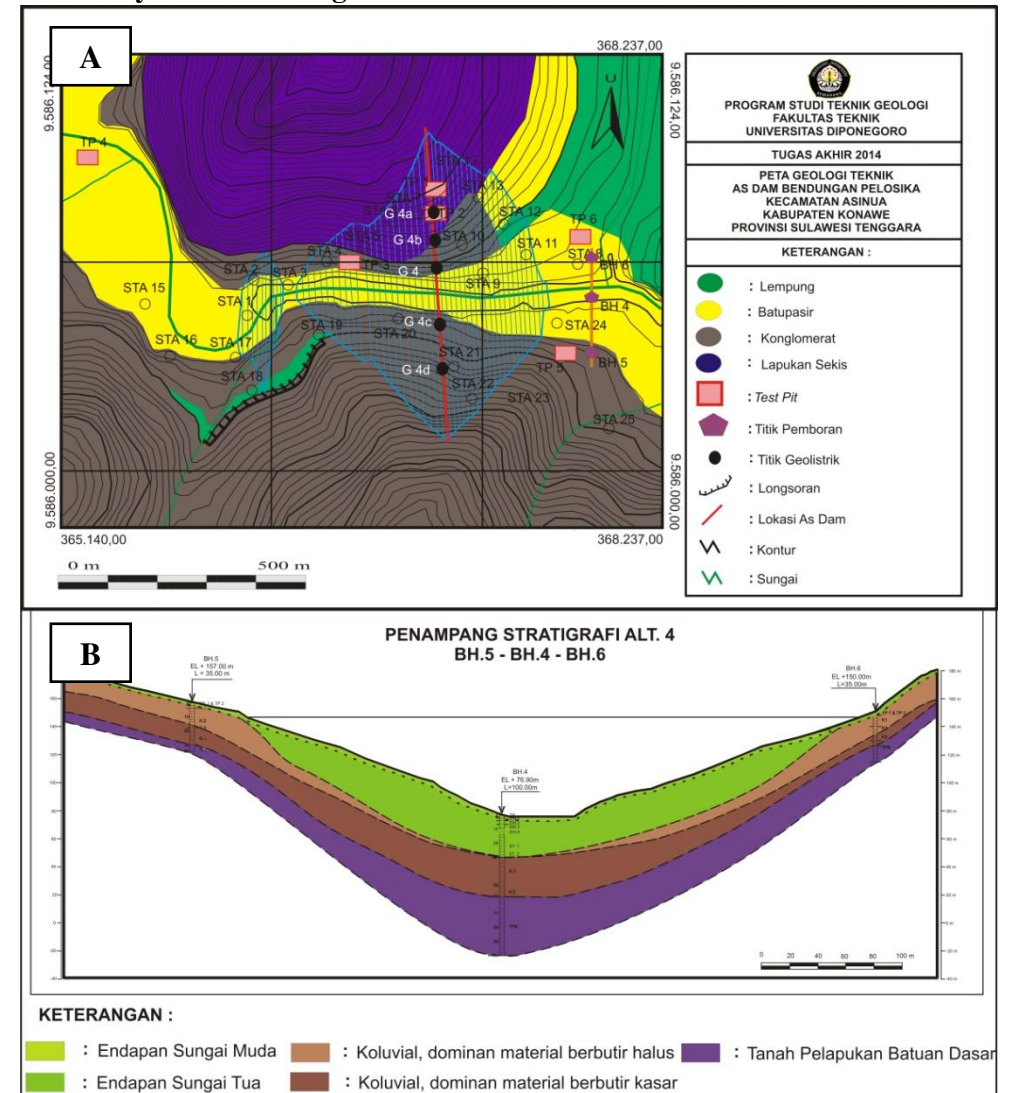 A
368.237,00
9.586.124,00
9.586.124,00
U
TP 4
STA 13
TP 2
G 4a
STA 12
TP 6
G 4b
STA 10
STA 11
STA 2
TP 3
G 4
STA 8
BH 6
STA 3
STA 9
STA 15
STA 1
BH 4
STA 19
STA 20
G 4c
STA 24
STA 16
STA 17
STA 21
TP 5
BH 5
G 4d
STA 18
STA 22
STA 23
STA 25
9.586.000,00
9.586.000,00
365.140,00
368.237,00
0 m
500 m
PROGRAM STUDI TEKNIK GEOLOGI
FAKULTAS TEKNIK
UNIVERSITAS DIPONEGORO
TUGAS AKHIR 2014
PETA GEOLOGI TEKNIK
AS DAM BENDUNGAN PELOSIKA
KECAMATAN ASINUA
KABUPATEN KONAWE
PROVINSI SULAWESI TENGGARA
KETERANGAN :
: Lempung
: Batupasir
: Konglomerat
: Lapukan Sekis
: Test Pit
: Titik Pemboran
: Titik Geolistrik
: Longsoran
: Lokasi As Dam
: Kontur
: Sungai
B
PENAMPANG STRATIGRAFI ALT. 4
BH.5 - BH.4 - BH.6
BH.5
EL + 157.00 m
L = 35.00 m
BH.6
EL +150.00m
L=35.00m
BH.4
EL + 76.90m
L=100.00m
0 20 40 60 80 100 m
KETERANGAN :
: Endapan Sungai Muda
: Koluvial, dominan material berbutir halus
: Tanah Pelapukan Batuan Dasar
: Endapan Sungai Tua
: Koluvial, dominan material berbutir kasar